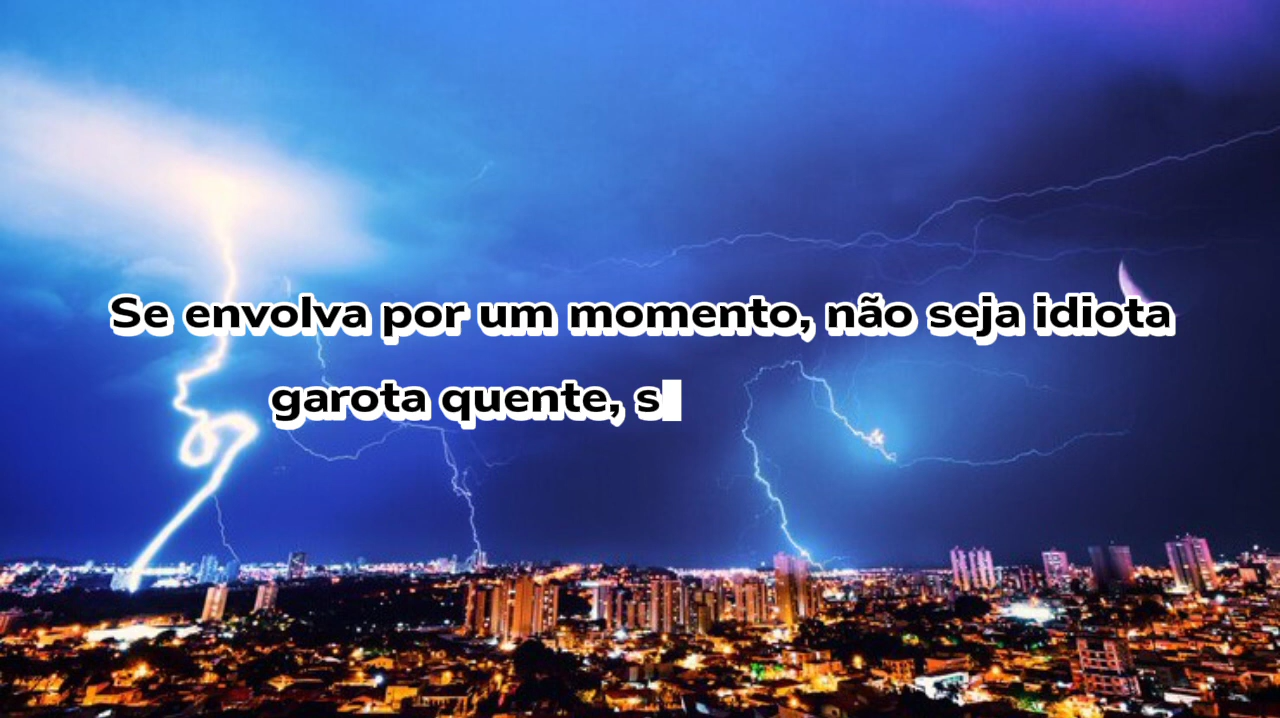 Se envolva por um momento, não seja idiota
garota quente, s